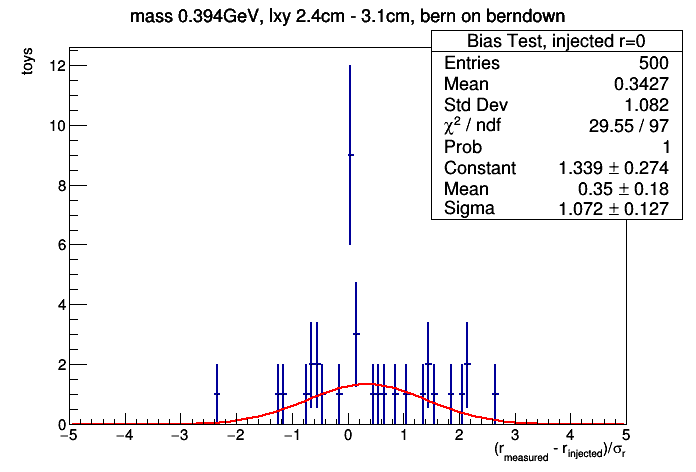 mass 0.394GeV, lxy 2.4cm - 3.1cm, bern on berndown
Bias Test, injected r=0
Entries 500
Mean 0.3427
Std Dev 1.082
χ² / ndf 29.55 / 97
Prob 1
Constant 1.339 ± 0.274
Mean 0.35 ± 0.18
Sigma 1.072 ± 0.127
toys
12
10
8
6
4
2
0
−5 −4 −3 −2 −1 0 1 2 3 4 5
(r_measured - r_injected)/σ_r